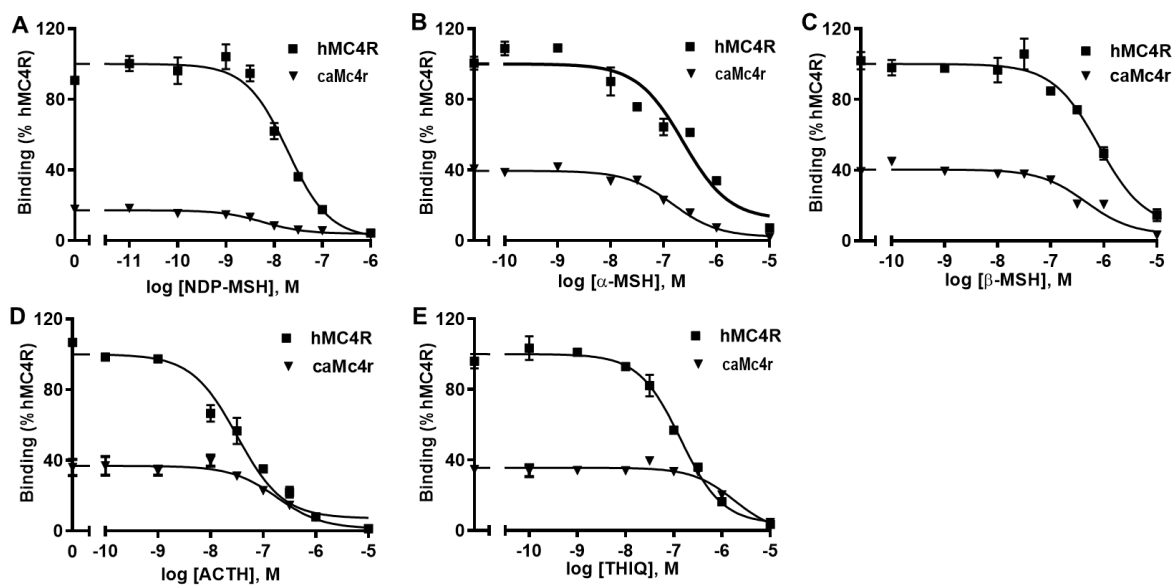 A
Binding (% hMC4R)
120
80
40
0
0 -11 -10 -9 -8 -7 -6
log [NDP-MSH], M
hMC4R
caMc4r
B
Binding (% hMC4R)
120
80
40
0
-10 -9 -8 -7 -6 -5
log [α-MSH], M
hMC4R
caMc4r
C
Binding (% hMC4R)
120
80
40
0
-10 -9 -8 -7 -6 -5
log [β-MSH], M
hMC4R
caMc4r
D
Binding (% hMC4R)
120
80
40
0
0 -10 -9 -8 -7 -6 -5
log [ACTH], M
hMC4R
caMc4r
E
Binding (% hMC4R)
120
80
40
0
-10 -9 -8 -7 -6 -5
log [THIQ], M
hMC4R
caMc4r